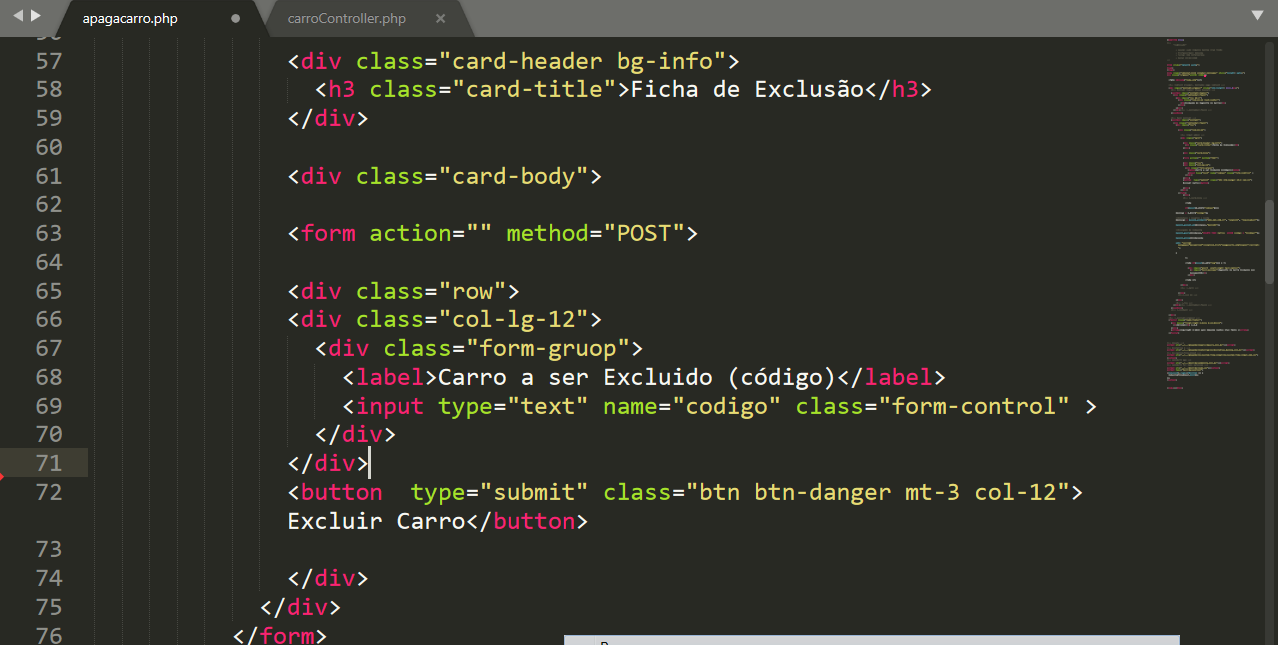 apagacarro.php
carroController.php
57 <div class="card-header bg-info">
58 <h3 class="card-title">Ficha de Exclusão</h3>
59 </div>
60
61 <div class="card-body">
62
63 <form action="" method="POST">
64
65 <div class="row">
66 <div class="col-lg-12">
67 <div class="form-gruop">
68 <label>Carro a ser Excluido (código)</label>
69 <input type="text" name="codigo" class="form-control" >
70 </div>
71 </div>
72 <button  type="submit" class="btn btn-danger mt-3 col-12">
Excluir Carro</button>
73
74 </div>
75 </div>
76 </form>